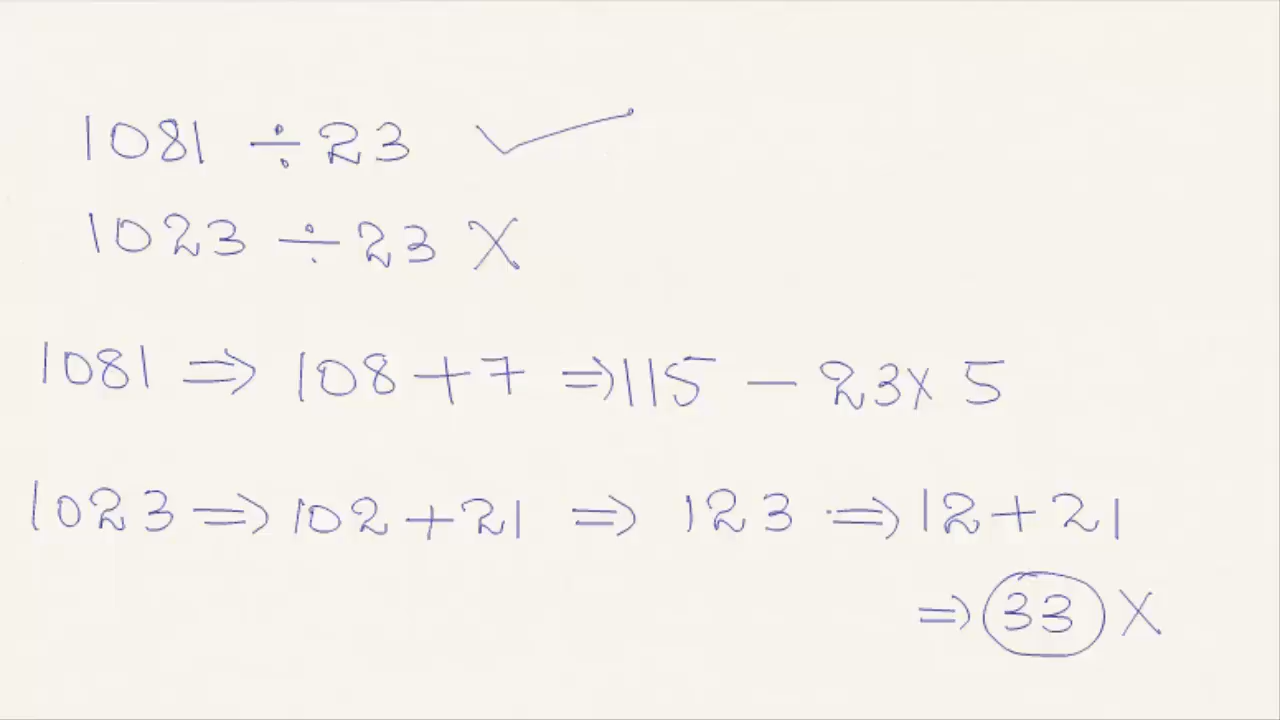 1081 ÷ 23 ✓
1023 ÷ 23 X
1081 ⇒ 108 + 7 ⇒ 115 — 23 x 5
1023 ⇒ 102 + 21 ⇒ 123 ⇒ 12 + 21
⇒ 33 X